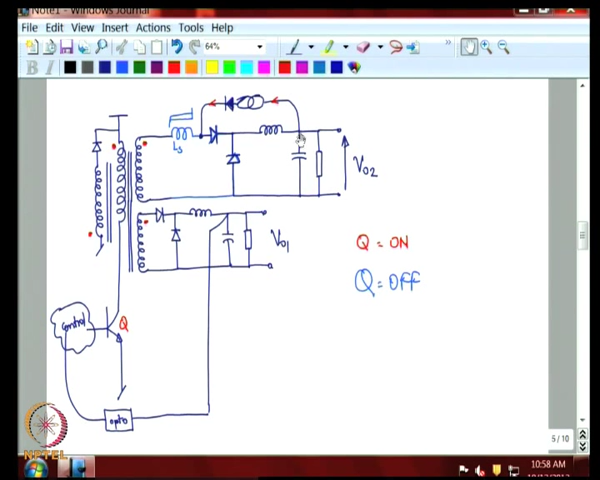 Note1 - Windows Journal
File Edit View Insert Actions Tools Help
64%
B I
Ls
Vo2
Vo1
Q = ON
Q = OFF
Control
Q
opto
5 / 10
NPTEL
10:58 AM